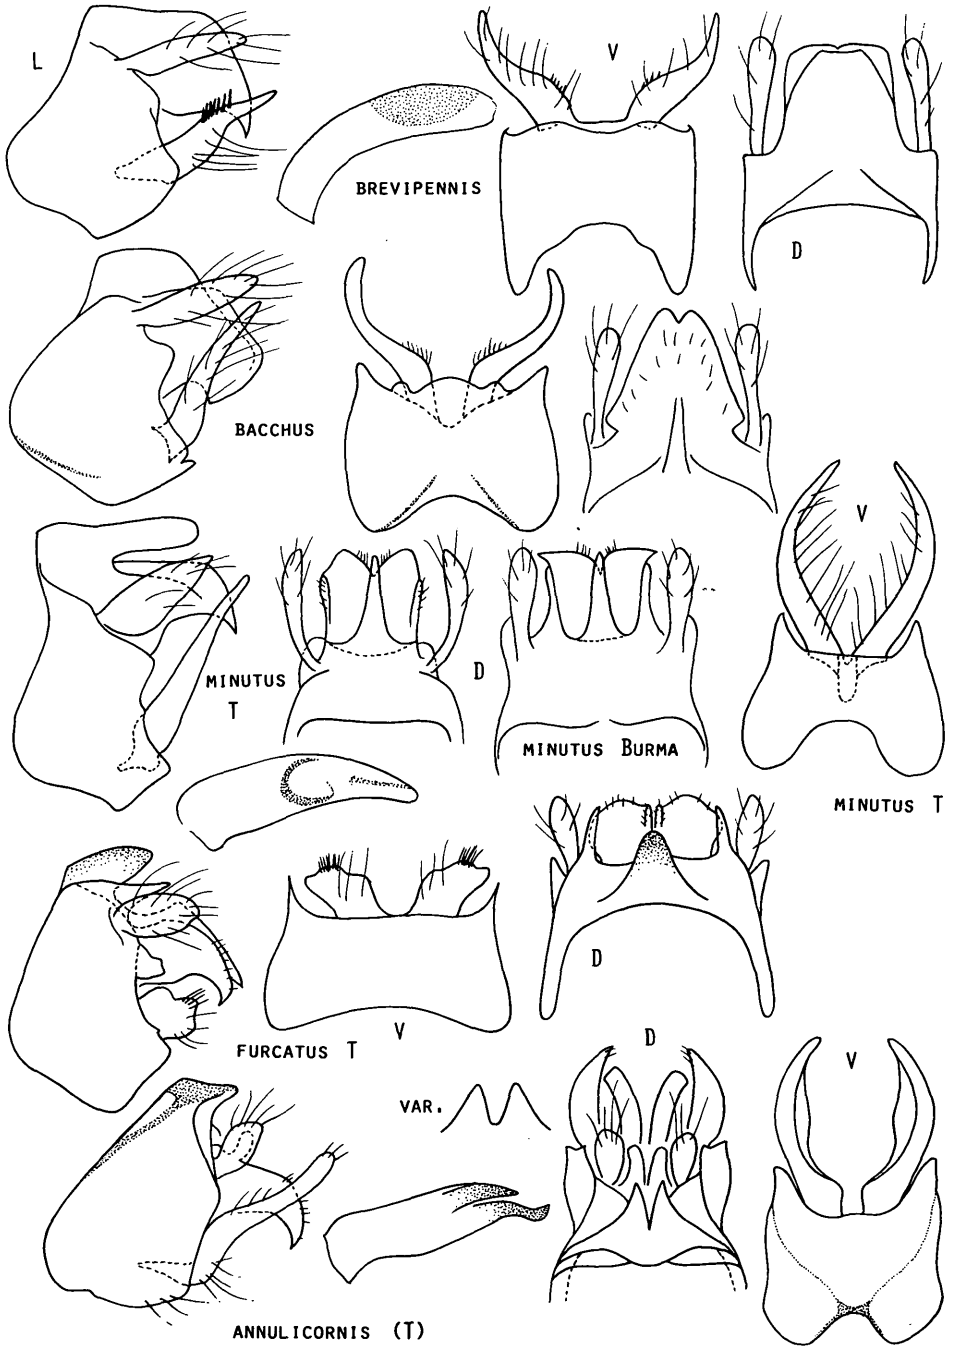 L
V
BREVIPENNIS
D
BACCHUS
V
MINUTUS
T
D
MINUTUS BURMA
MINUTUS T
D
V
FURCATUS T
D
V
VAR.
ANNULICORNIS (T)